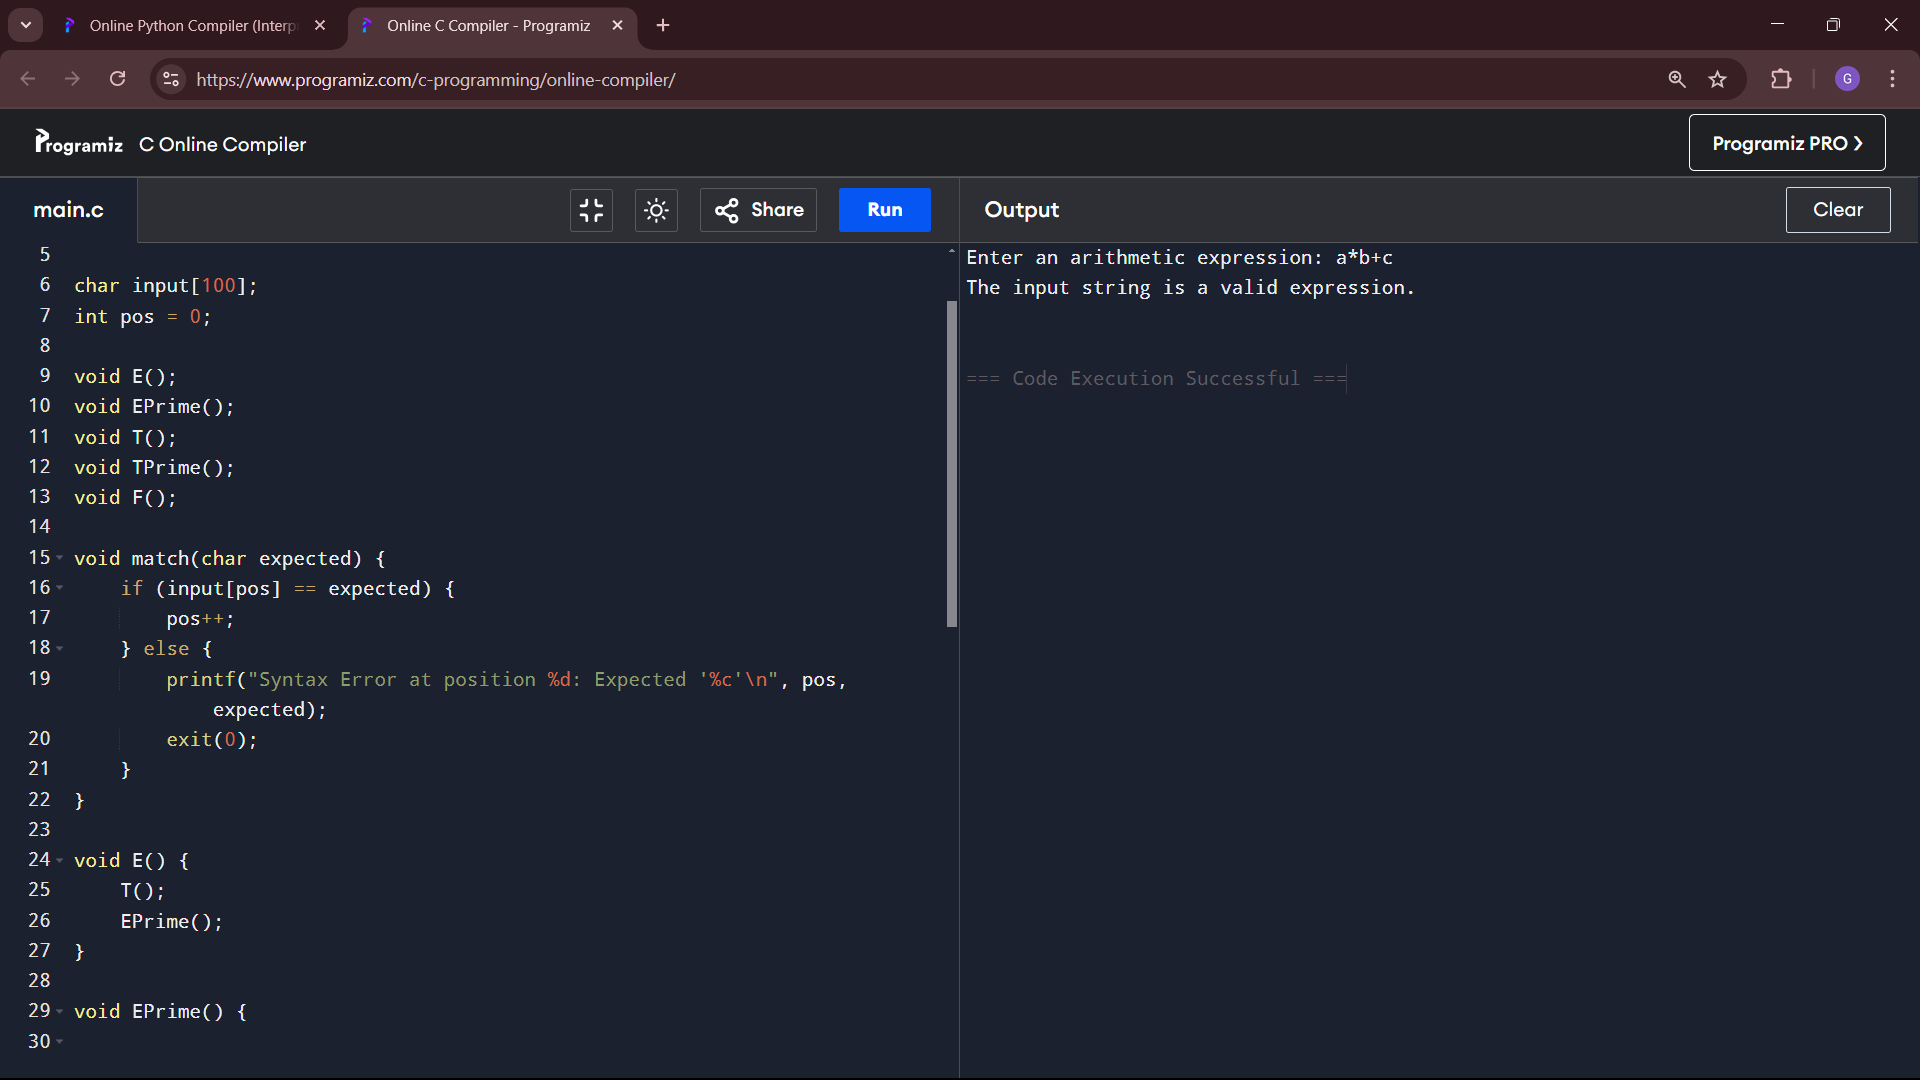 Online Python Compiler (Interp
Online C Compiler - Programiz
https://www.programiz.com/c-programming/online-compiler/
G
Programiz C Online Compiler
Programiz PRO >
main.c
Share
Run
Output
Clear
5
6 char input[100];
7 int pos = 0;
8
9 void E();
10 void EPrime();
11 void T();
12 void TPrime();
13 void F();
14
15 void match(char expected) {
16     if (input[pos] == expected) {
17         pos++;
18     } else {
19         printf("Syntax Error at position %d: Expected '%c'\n", pos,
            expected);
20         exit(0);
21     }
22 }
23
24 void E() {
25     T();
26     EPrime();
27 }
28
29 void EPrime() {
30
Enter an arithmetic expression: a*b+c
The input string is a valid expression.
=== Code Execution Successful ===